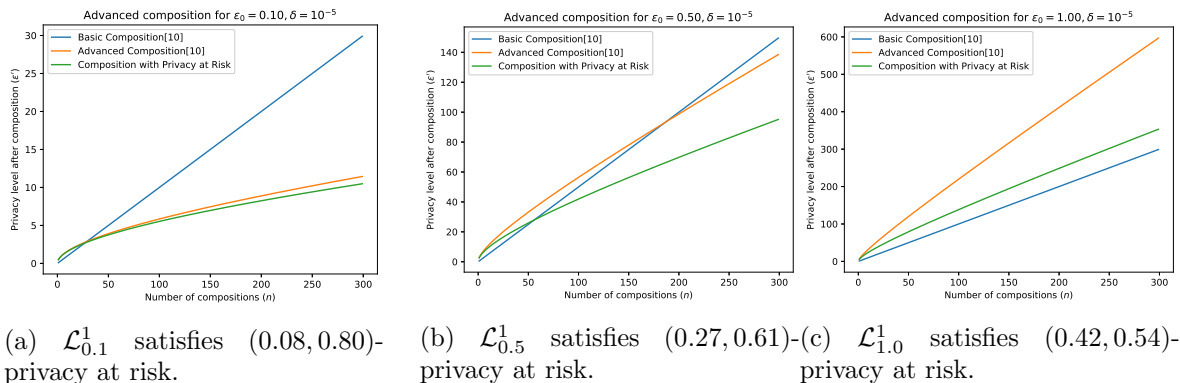 Advanced composition for ε₀ = 0.10, δ = 10⁻⁵
Basic Composition[10]
Advanced Composition[10]
Composition with Privacy at Risk
Privacy level after composition (ε')
30
25
20
15
10
5
0
0 50 100 150 200 250 300
Number of compositions (n)
(a) ℒ¹₀.₁ satisfies (0.08, 0.80)-
privacy at risk.
Advanced composition for ε₀ = 0.50, δ = 10⁻⁵
Basic Composition[10]
Advanced Composition[10]
Composition with Privacy at Risk
Privacy level after composition (ε')
140
120
100
80
60
40
20
0
0 50 100 150 200 250 300
Number of compositions (n)
(b) ℒ¹₀.₅ satisfies (0.27, 0.61)-
privacy at risk.
Advanced composition for ε₀ = 1.00, δ = 10⁻⁵
Basic Composition[10]
Advanced Composition[10]
Composition with Privacy at Risk
Privacy level after composition (ε')
600
500
400
300
200
100
0
0 50 100 150 200 250 300
Number of compositions (n)
(c) ℒ¹₁.₀ satisfies (0.42, 0.54)-
privacy at risk.